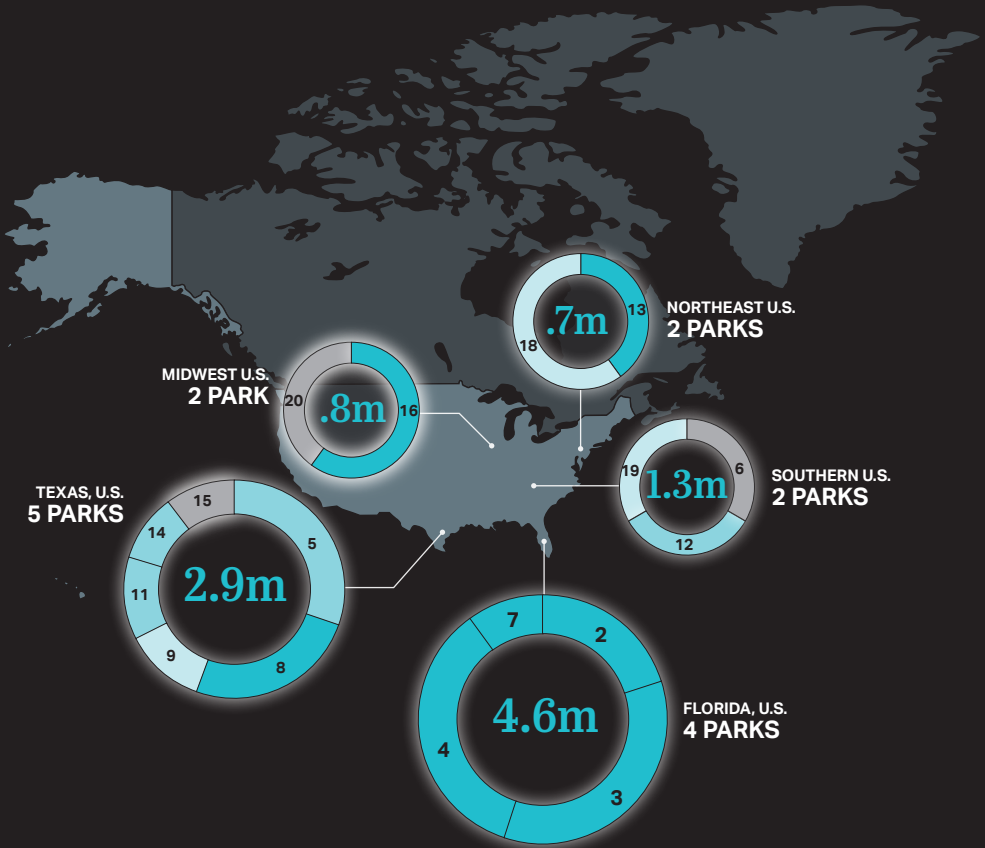 NORTHEAST U.S.
2 PARKS
.7m
13
18
MIDWEST U.S.
2 PARK
.8m
16
20
SOUTHERN U.S.
2 PARKS
1.3m
6
12
19
TEXAS, U.S.
5 PARKS
2.9m
5
8
9
11
14
15
FLORIDA, U.S.
4 PARKS
4.6m
2
3
4
7